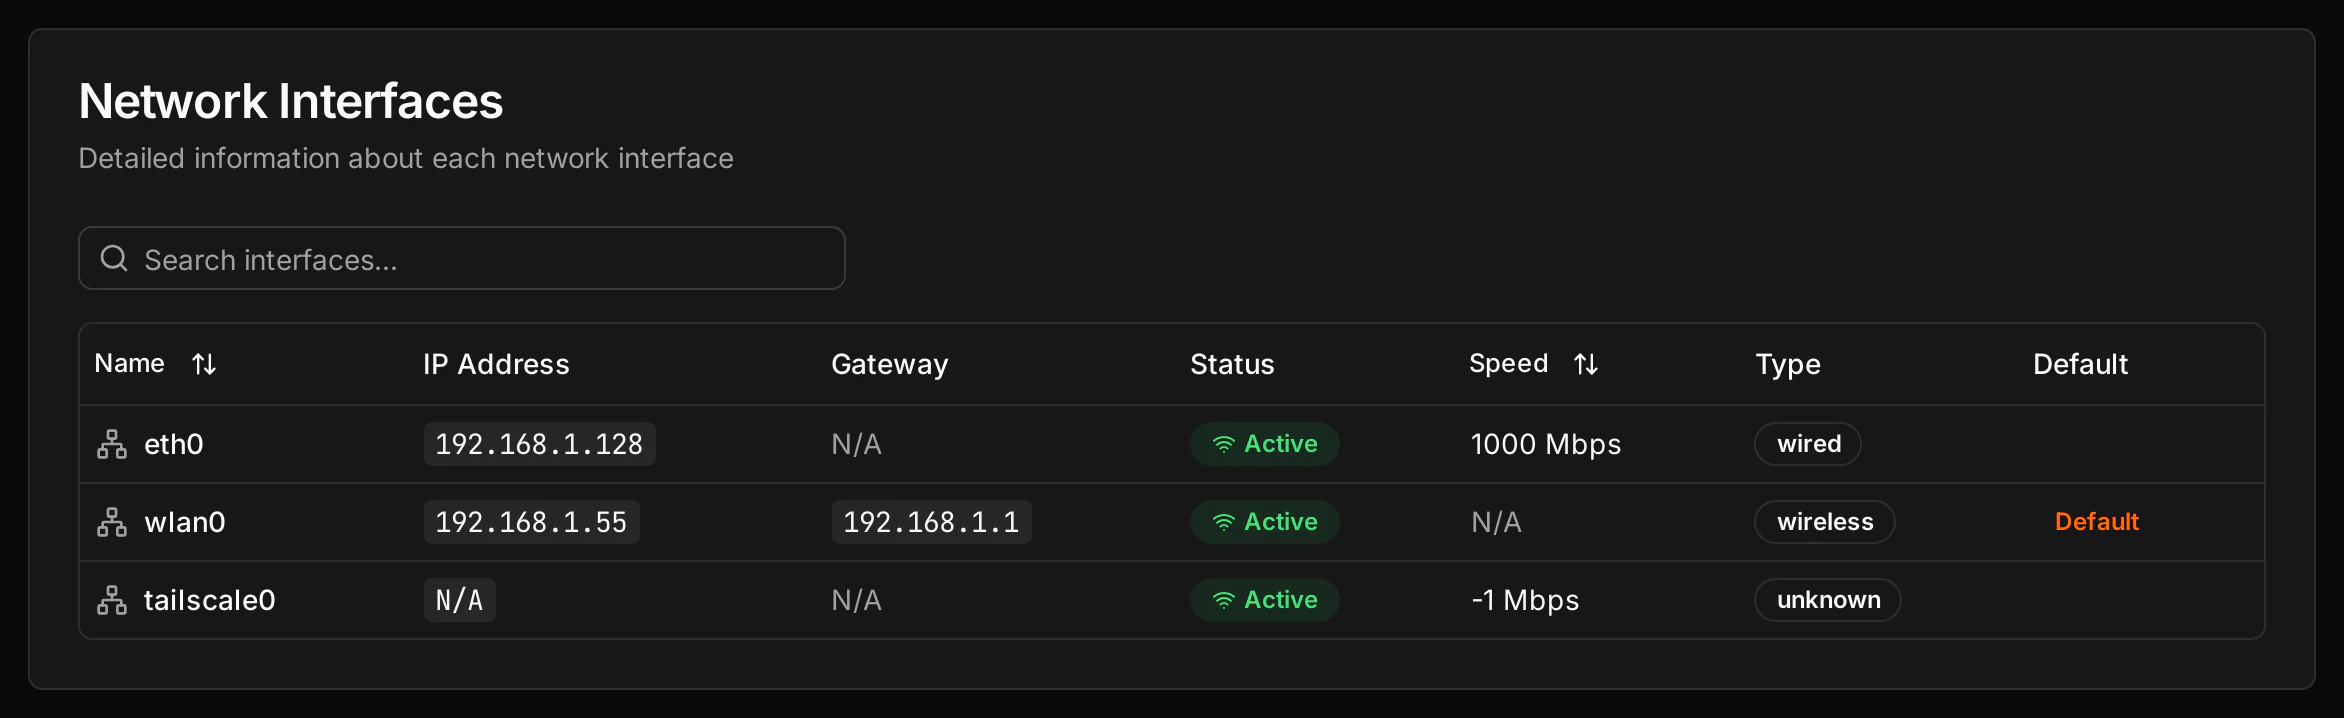 Network Interfaces
Detailed information about each network interface
Search interfaces...
Name IP Address Gateway Status Speed Type Default
eth0 192.168.1.128 N/A Active 1000 Mbps wired
wlan0 192.168.1.55 192.168.1.1 Active N/A wireless Default
tailscale0 N/A N/A Active -1 Mbps unknown